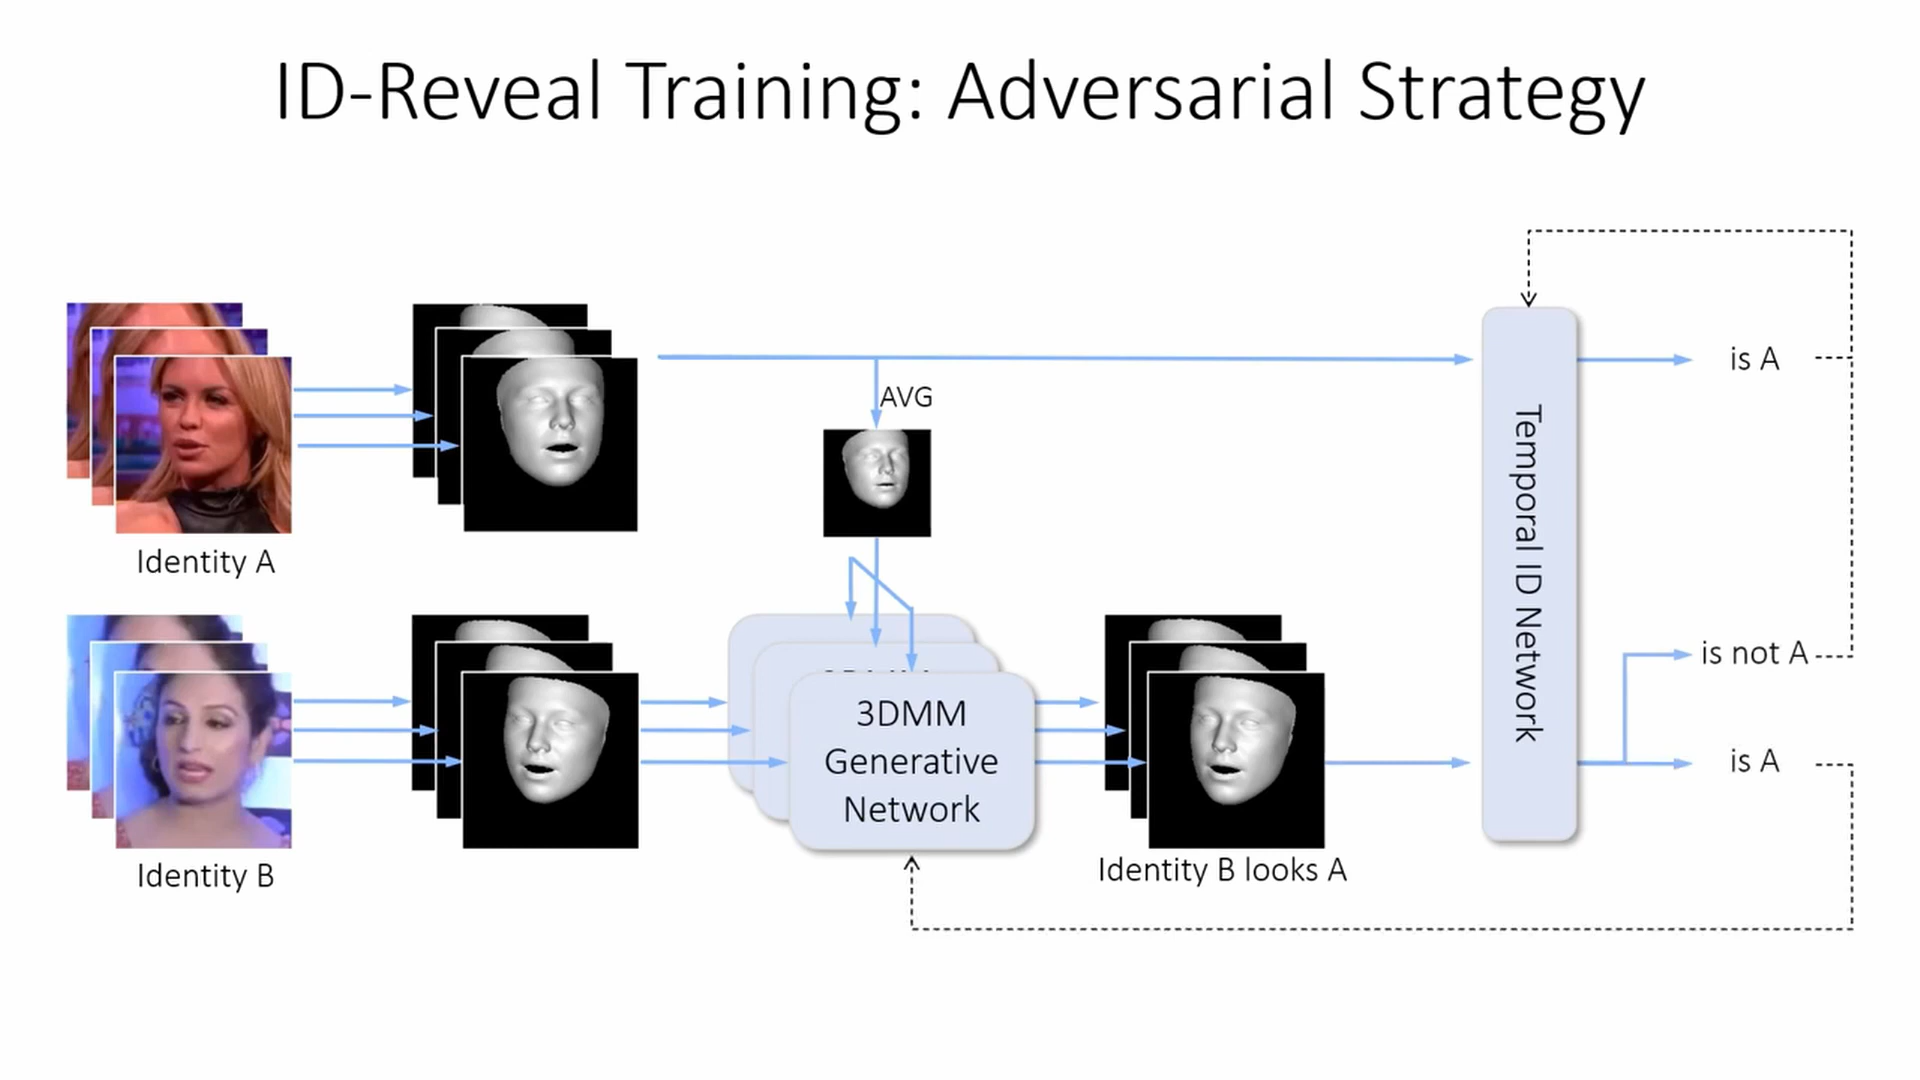 ID-Reveal Training: Adversarial Strategy
is A
AVG
Temporal ID Network
Identity A
is not A
3DMM
Generative
Network
is A
Identity B looks A
Identity B